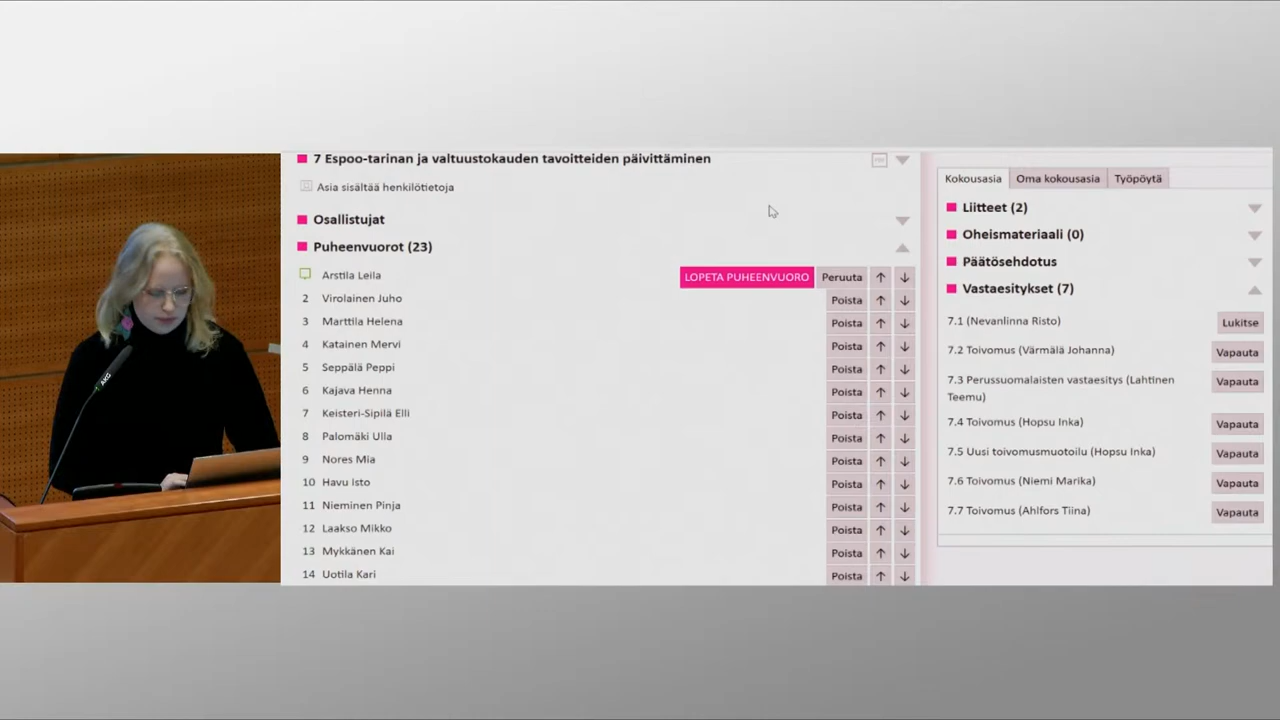 7 Espoo-tarinan ja valtuustokauden tavoitteiden päivittäminen
Asia sisältää henkilötietoja
Osallistujat
Puheenvuorot (23)
Arstila Leila LOPETA PUHEENVUORO Peruuta ↑ ↓
2 Virolainen Juho Poista ↑ ↓
3 Marttila Helena Poista ↑ ↓
4 Katainen Mervi Poista ↑ ↓
5 Seppälä Peppi Poista ↑ ↓
6 Kajava Henna Poista ↑ ↓
7 Keisteri-Sipilä Elli Poista ↑ ↓
8 Palomäki Ulla Poista ↑ ↓
9 Nores Mia Poista ↑ ↓
10 Havu Isto Poista ↑ ↓
11 Nieminen Pinja Poista ↑ ↓
12 Laakso Mikko Poista ↑ ↓
13 Mykkänen Kai Poista ↑ ↓
14 Uotila Kari Poista ↑ ↓
Kokousasia Oma kokousasia Työpöytä
Liitteet (2)
Oheismateriaali (0)
Päätösehdotus
Vastaesitykset (7)
7.1 (Nevanlinna Risto) Lukitse
7.2 Toivomus (Värmälä Johanna) Vapauta
7.3 Perussuomalaisten vastaesitys (Lahtinen Vapauta
Teemu)
7.4 Toivomus (Hopsu Inka) Vapauta
7.5 Uusi toivomusmuotoilu (Hopsu Inka) Vapauta
7.6 Toivomus (Niemi Marika) Vapauta
7.7 Toivomus (Ahlfors Tiina) Vapauta
AKG